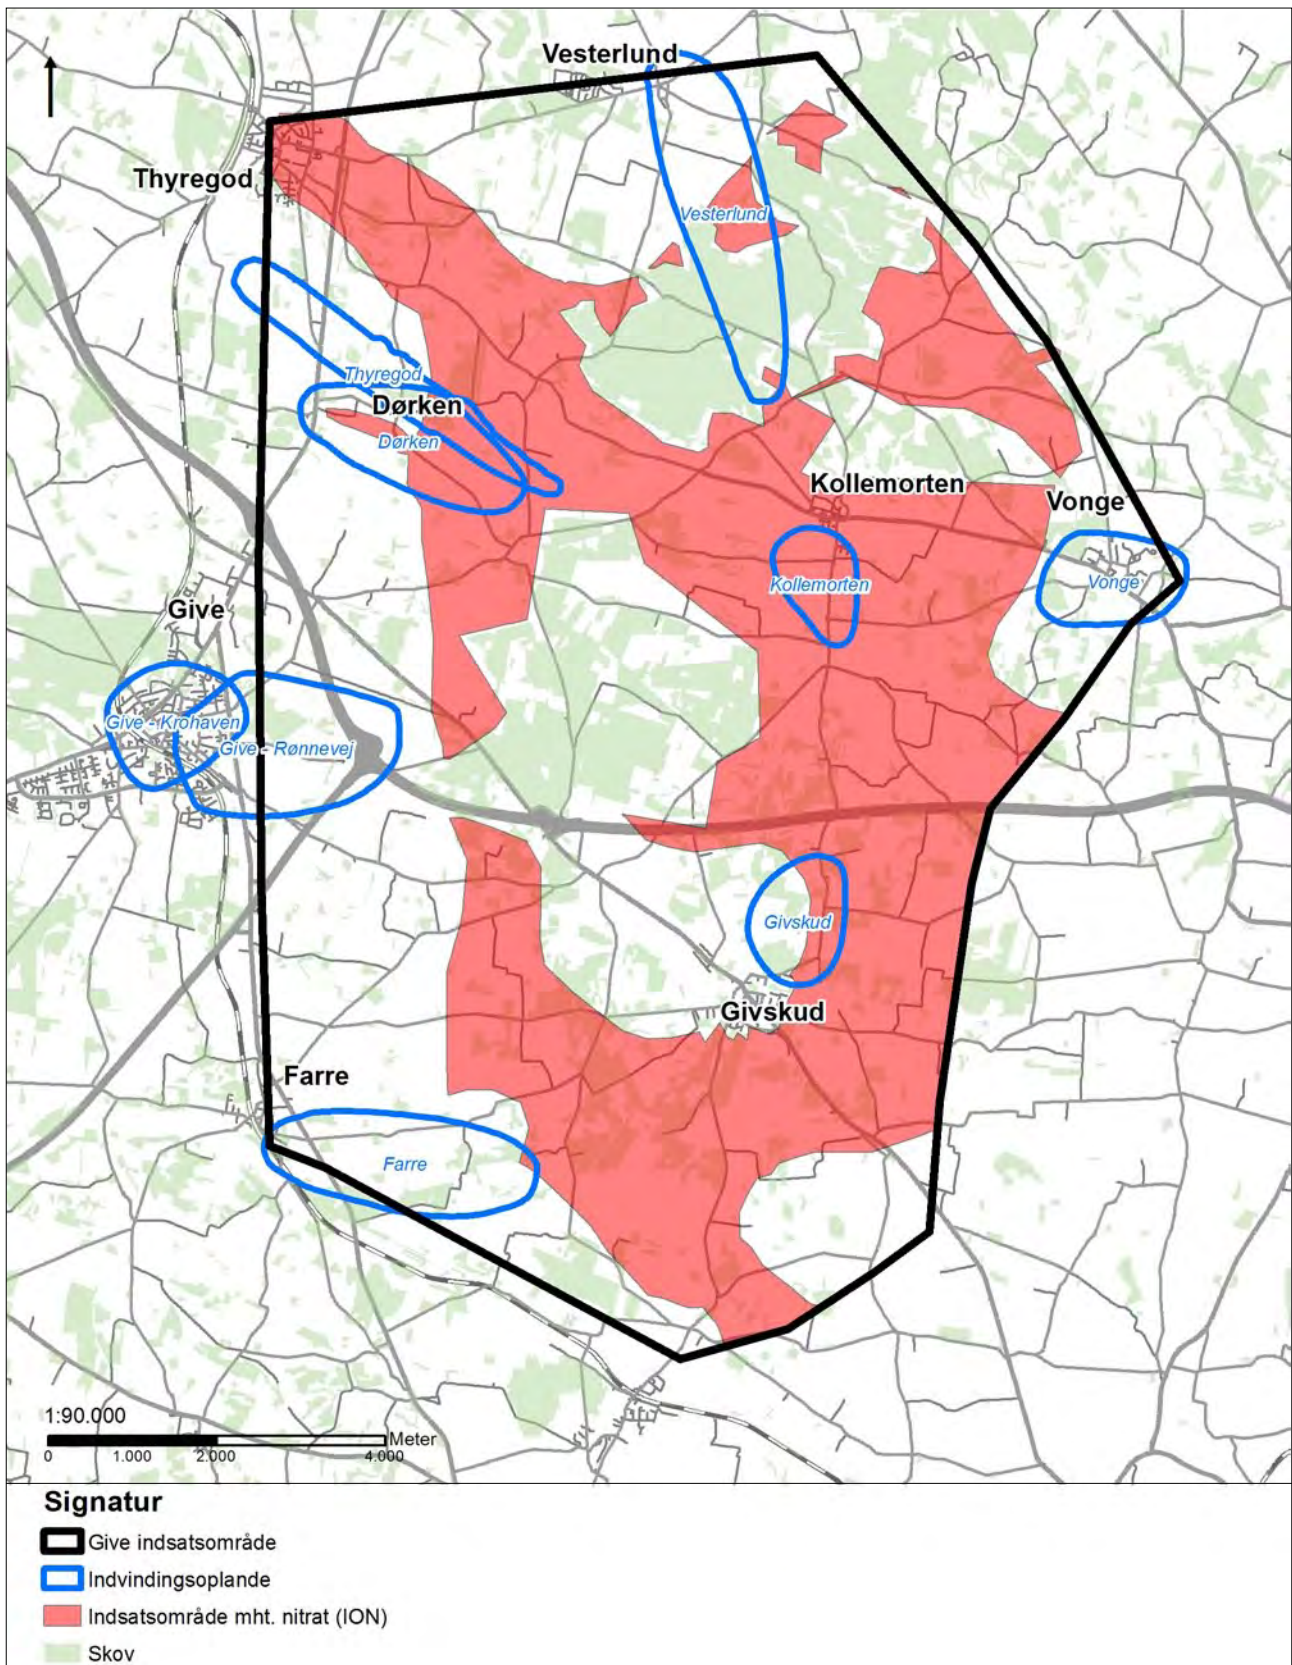 Vesterlund
Thyregod
Vesterlund
Thyregod
Dørken
Dørken
Kollemorten
Vonge
Kollemorten
Vonge
Give
Give - Krohaven
Give - Rønnevej
Givskud
Givskud
Farre
Farre
1:90.000
Meter
0 1.000 2.000 4.000
Signatur
Give indsatsområde
Indvindingsoplande
Indsatsområde mht. nitrat (ION)
Skov